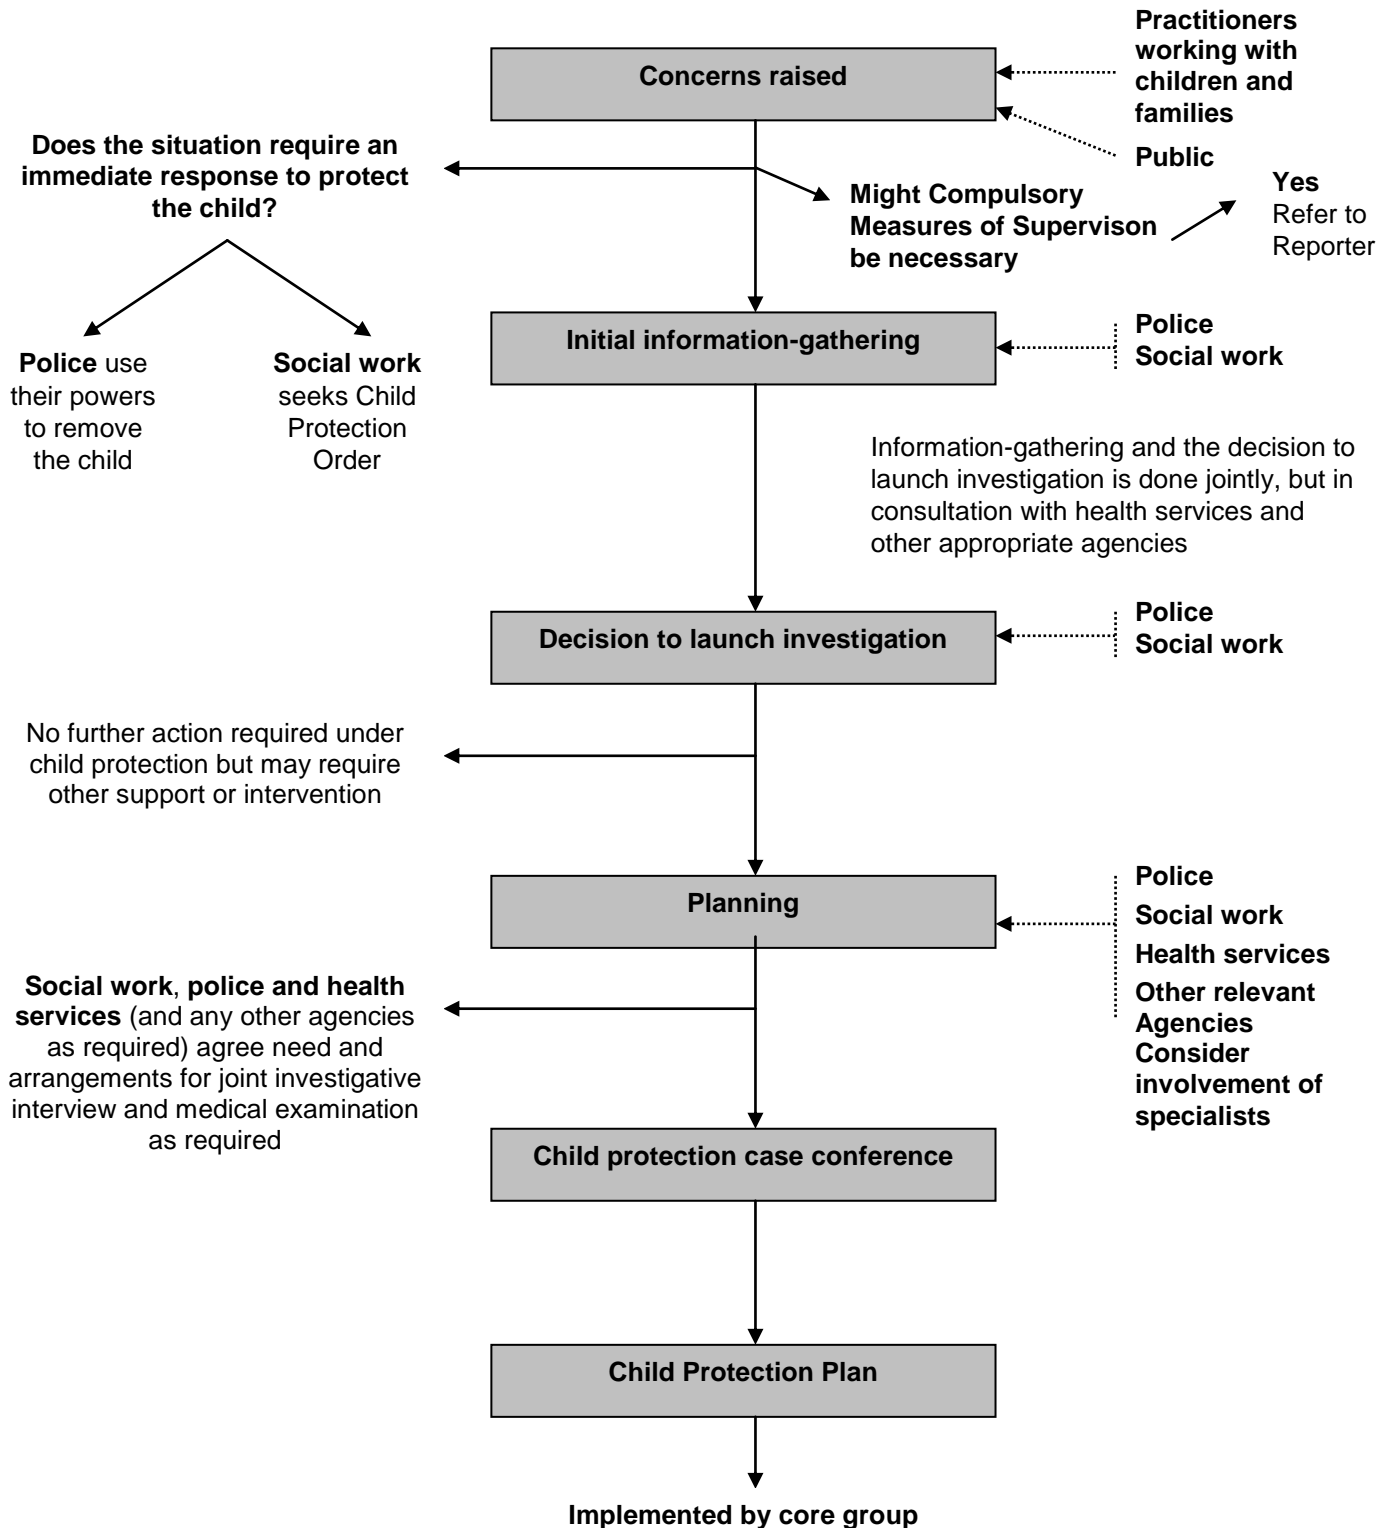 Concerns raised
Practitioners
working with
children and
families
Public
Does the situation require an
immediate response to protect
the child?
Might Compulsory
Measures of Supervison
be necessary
Yes
Refer to
Reporter
Police use
their powers
to remove
the child
Social work
seeks Child
Protection
Order
Initial information-gathering
Police
Social work
Information-gathering and the decision to
launch investigation is done jointly, but in
consultation with health services and
other appropriate agencies
Decision to launch investigation
Police
Social work
No further action required under
child protection but may require
other support or intervention
Planning
Police
Social work
Health services
Other relevant
Agencies
Consider
involvement of
specialists
Social work, police and health
services (and any other agencies
as required) agree need and
arrangements for joint investigative
interview and medical examination
as required
Child protection case conference
Child Protection Plan
Implemented by core group